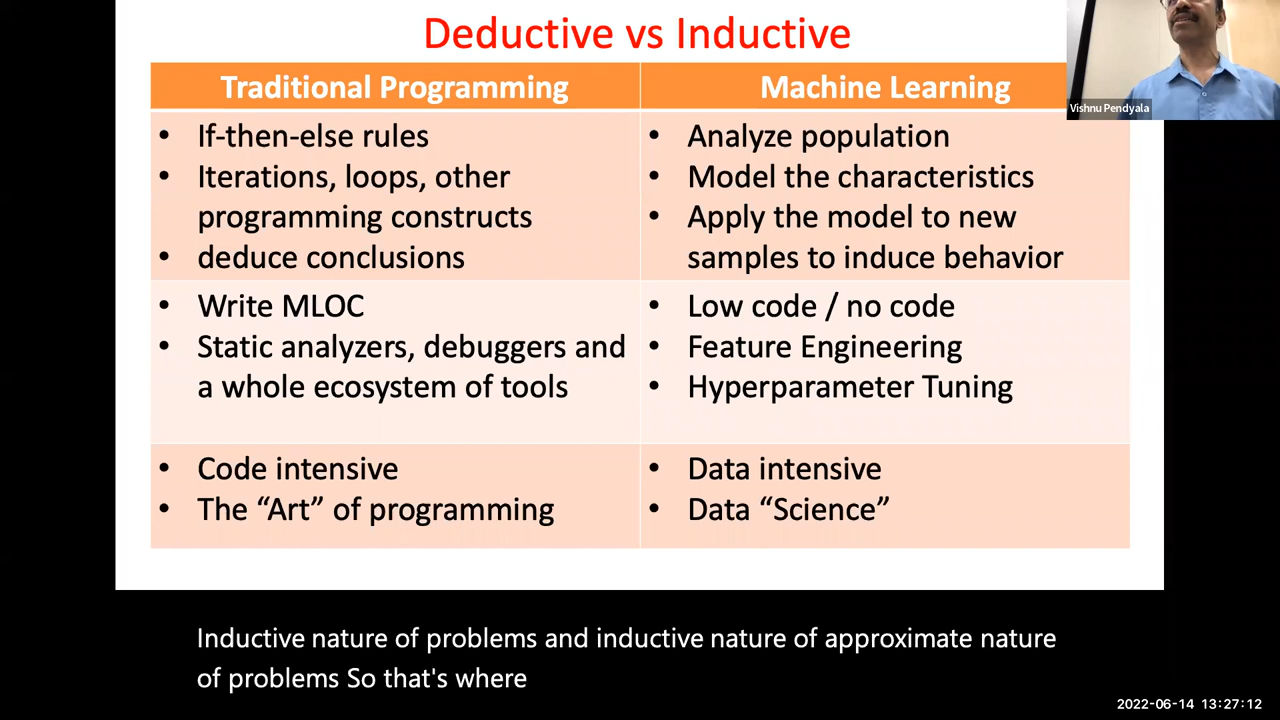 Deductive vs Inductive
Vishnu Pendyala
Traditional Programming
Machine Learning
• If-then-else rules
• Iterations, loops, other
programming constructs
• deduce conclusions
• Analyze population
• Model the characteristics
• Apply the model to new
samples to induce behavior
• Write MLOC
• Static analyzers, debuggers and
a whole ecosystem of tools
• Low code / no code
• Feature Engineering
• Hyperparameter Tuning
• Code intensive
• The “Art” of programming
• Data intensive
• Data “Science”
Inductive nature of problems and inductive nature of approximate nature
of problems So that's where
2022-06-14 13:27:12